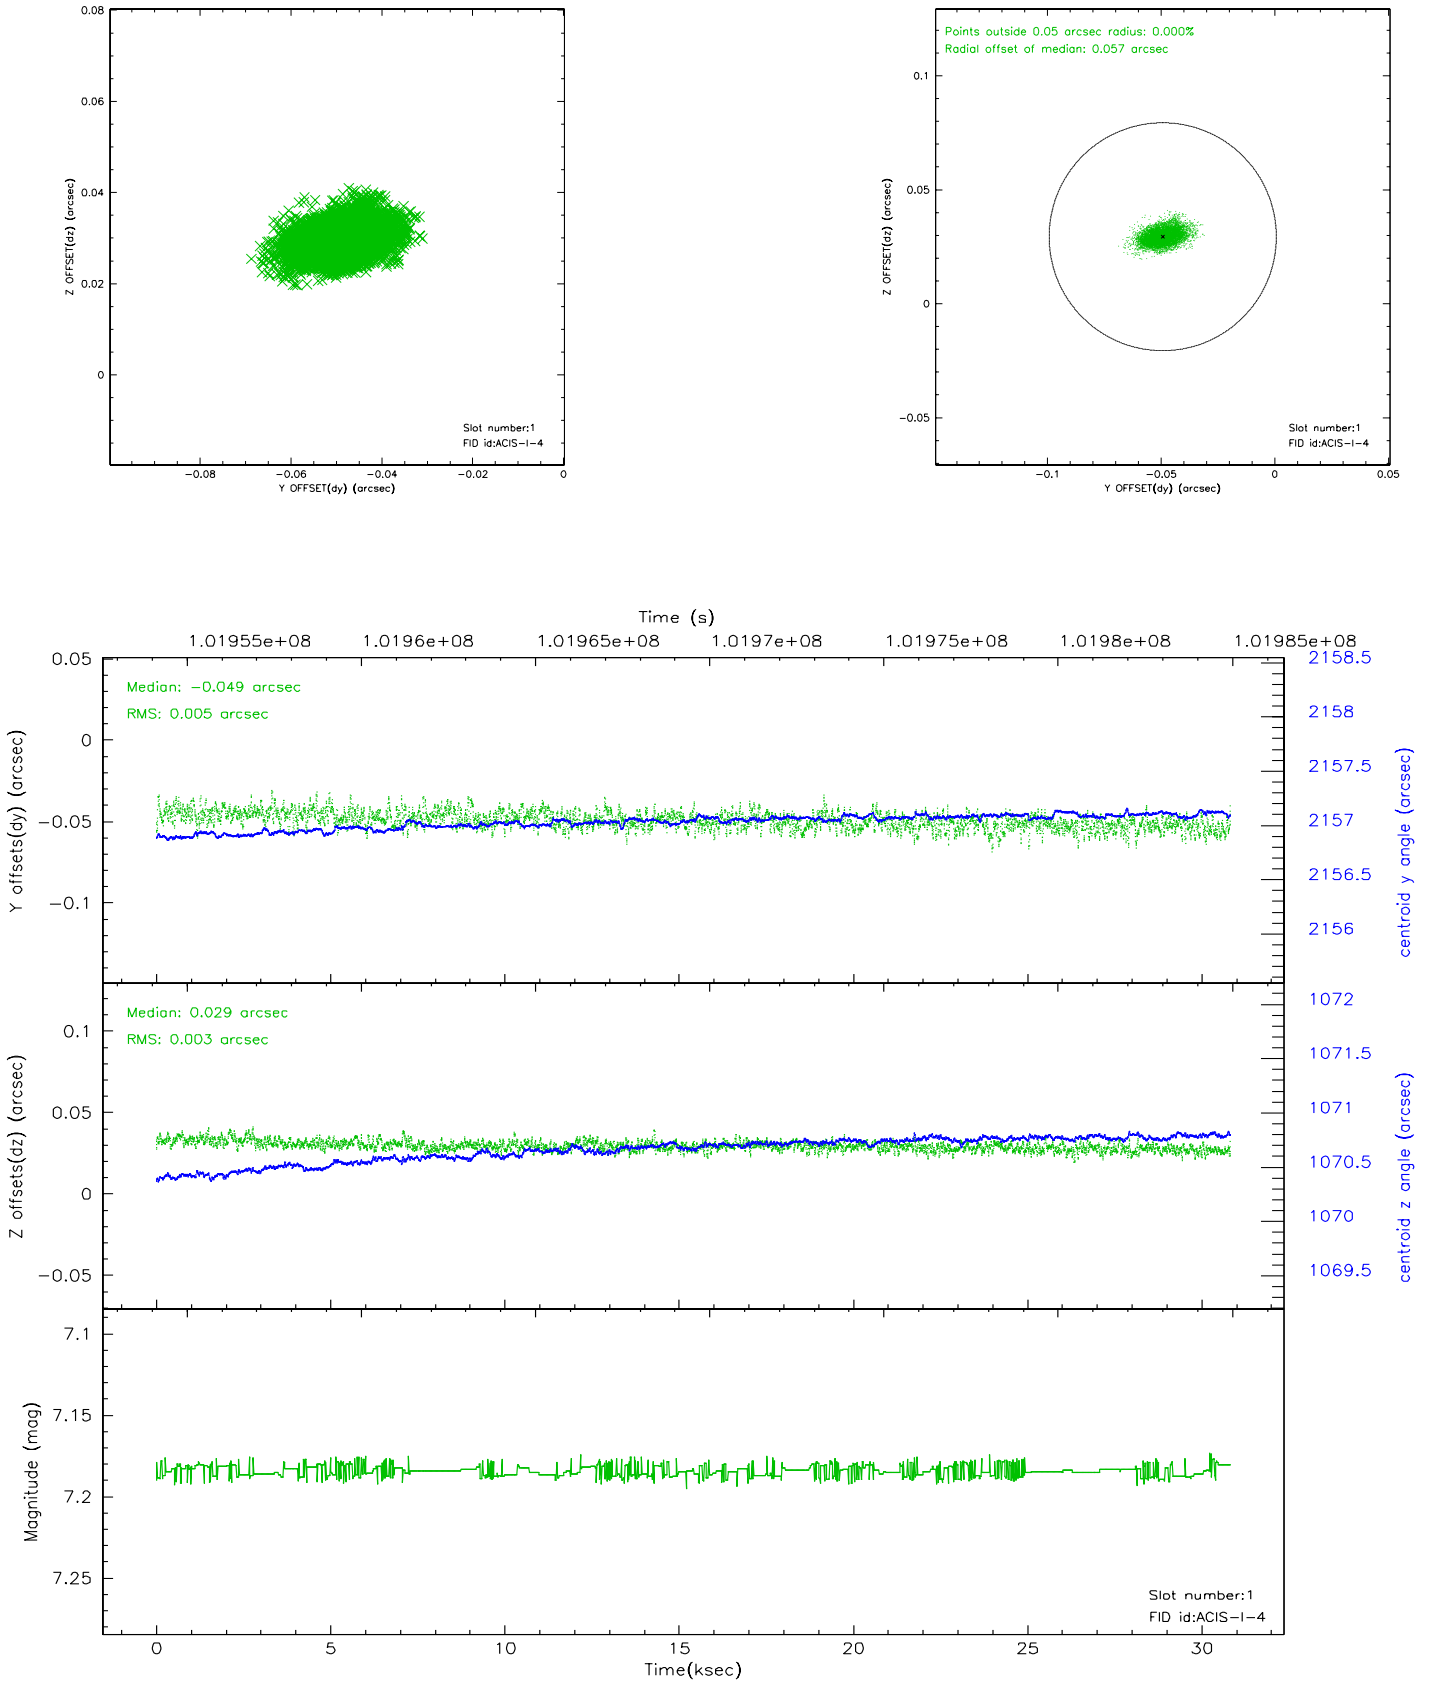 0.08
0.06
0.04
0.02
0
Z OFFSET(dz) (arcsec)
Slot number:1
FID id:ACIS-I-4
-0.08 -0.06 -0.04 -0.02 0
Y OFFSET(dy) (arcsec)
Points outside 0.05 arcsec radius: 0.000%
Radial offset of median: 0.057 arcsec
0.1
0.05
0
-0.05
Z OFFSET(dz) (arcsec)
Slot number:1
FID id:ACIS-I-4
-0.1 -0.05 0 0.05
Y OFFSET(dy) (arcsec)
Time (s)
1.01955e+08 1.0196e+08 1.01965e+08 1.0197e+08 1.01975e+08 1.0198e+08 1.01985e+08
Median: -0.049 arcsec
RMS: 0.005 arcsec
0.05
0
-0.05
-0.1
Y offsets(dy) (arcsec)
2158.5
2158
2157.5
2157
2156.5
2156
centroid y angle (arcsec)
Median: 0.029 arcsec
RMS: 0.003 arcsec
0.1
0.05
0
-0.05
Z offsets(dz) (arcsec)
1072
1071.5
1071
1070.5
1070
1069.5
centroid z angle (arcsec)
7.1
7.15
7.2
7.25
Magnitude (mag)
Slot number:1
FID id:ACIS-I-4
0 5 10 15 20 25 30
Time(ksec)